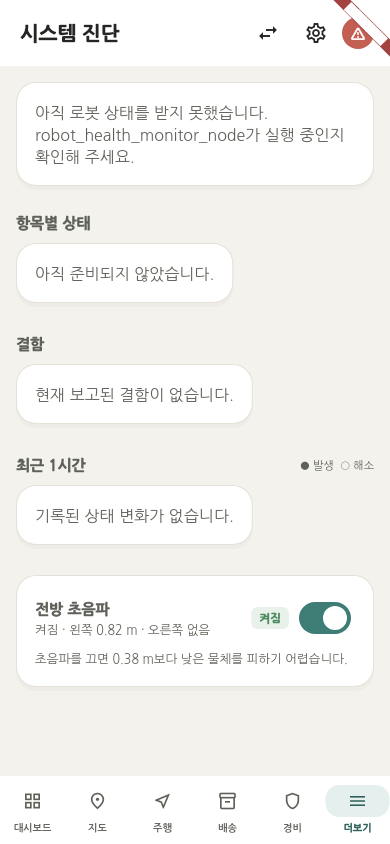 시스템 진단
아직 로봇 상태를 받지 못했습니다.
robot_health_monitor_node가 실행 중인지
확인해 주세요.
항목별 상태
아직 준비되지 않았습니다.
결함
현재 보고된 결함이 없습니다.
최근 1시간
● 발생 ○ 해소
기록된 상태 변화가 없습니다.
전방 초음파
켜짐 · 왼쪽 0.82 m · 오른쪽 없음
켜짐
초음파를 끄면 0.38 m보다 낮은 물체를 피하기 어렵습니다.
대시보드 지도 주행 배송 경비 더보기